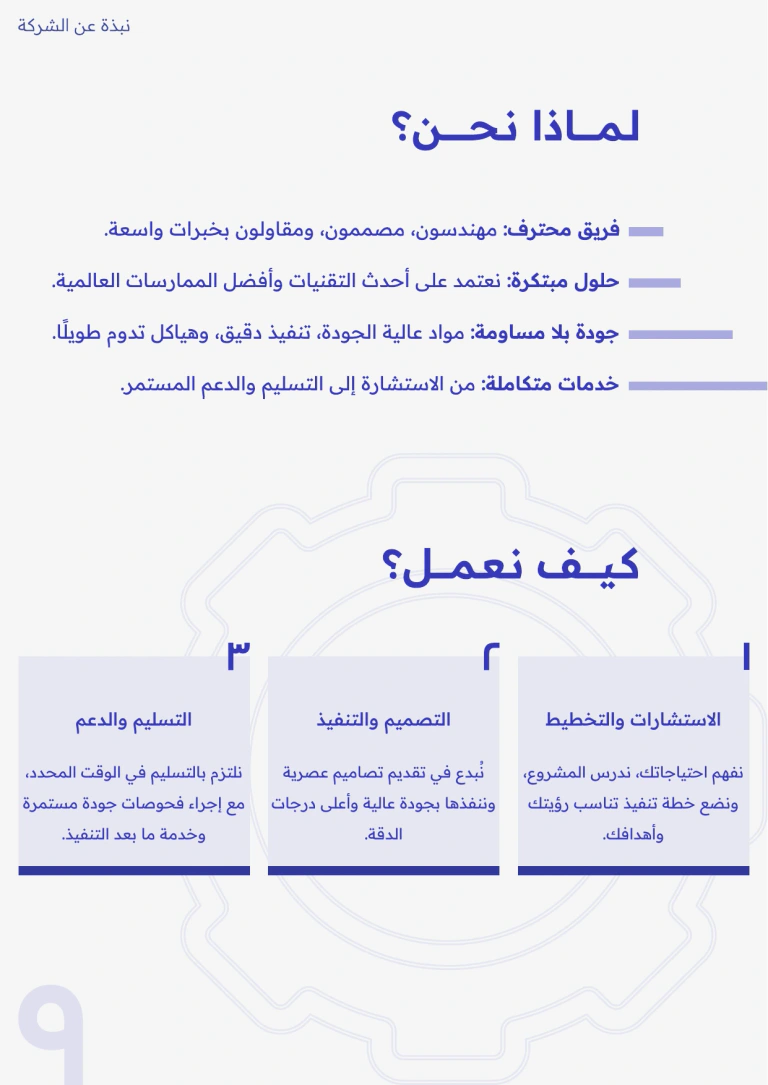 نبذة عن الشركة
لمـــاذا نحـــن؟
فريق محترف: مهندسون، مصممون، ومقاولون بخبرات واسعة.
حلول مبتكرة: نعتمد على أحدث التقنيات وأفضل الممارسات العالمية.
جودة بلا مساومة: مواد عالية الجودة، تنفيذ دقيق، وهياكل تدوم طويلًا.
خدمات متكاملة: من الاستشارة إلى التسليم والدعم المستمر.
كيـــف نعمـــل؟
١
الاستشارات والتخطيط
نفهم احتياجاتك، ندرس المشروع،
ونضع خطة تنفيذ تناسب رؤيتك
وأهدافك.
٢
التصميم والتنفيذ
نُبدع في تقديم تصاميم عصرية
وننفذها بجودة عالية وأعلى درجات
الدقة.
٣
التسليم والدعم
نلتزم بالتسليم في الوقت المحدد،
مع إجراء فحوصات جودة مستمرة
وخدمة ما بعد التنفيذ.
٩